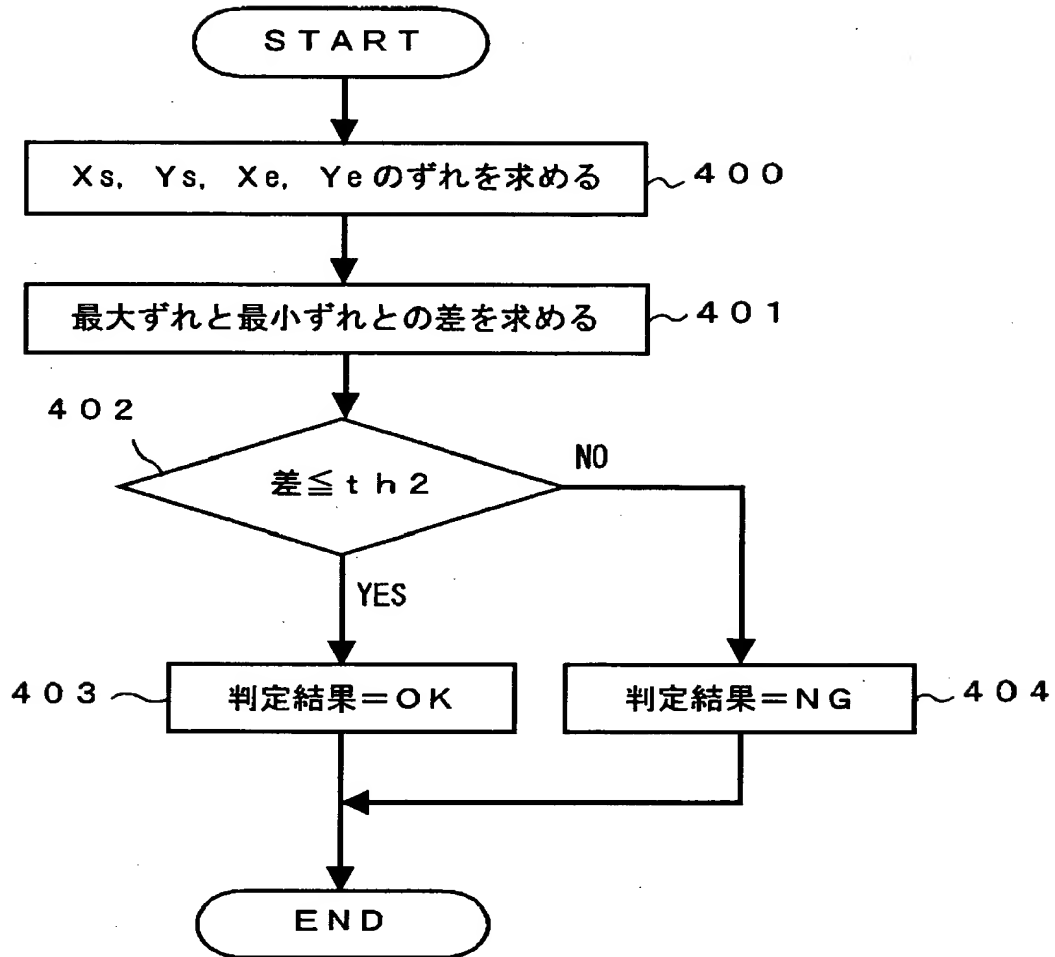 START
Xs, Ys, Xe, Yeのずれを求める
400
最大ずれと最小ずれとの差を求める
401
402
差≦th2
NO
YES
403
判定結果=OK
判定結果=NG
404
END